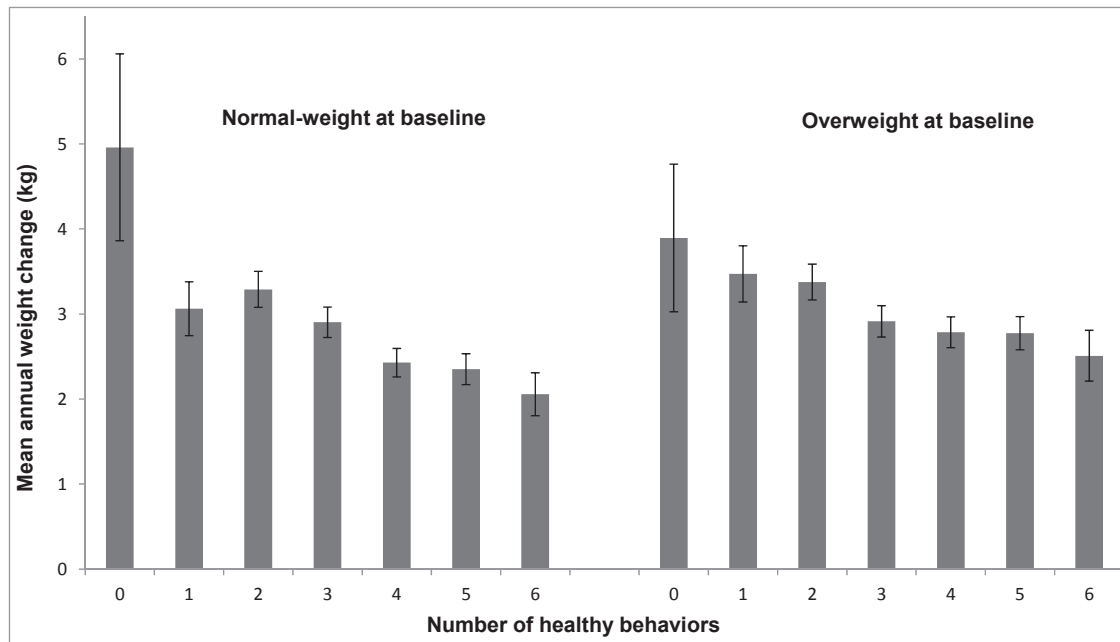 Normal-weight at baseline
Overweight at baseline
Mean annual weight change (kg)
6
5
4
3
2
1
0
0 1 2 3 4 5 6 0 1 2 3 4 5 6
Number of healthy behaviors